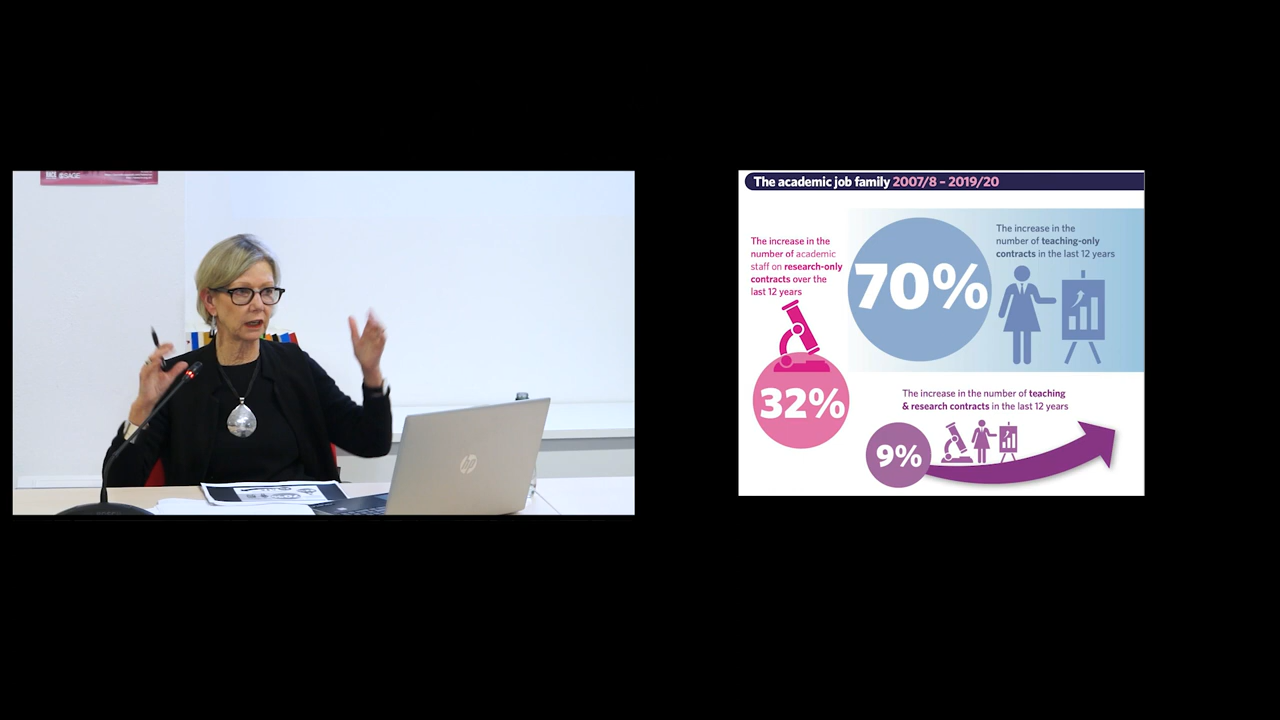 SAGE
hp
The academic job family 2007/8 – 2019/20
The increase in the
number of academic
staff on research-only
contracts over the
last 12 years
32%
70%
The increase in the
number of teaching-only
contracts in the last 12 years
The increase in the number of teaching
& research contracts in the last 12 years
9%